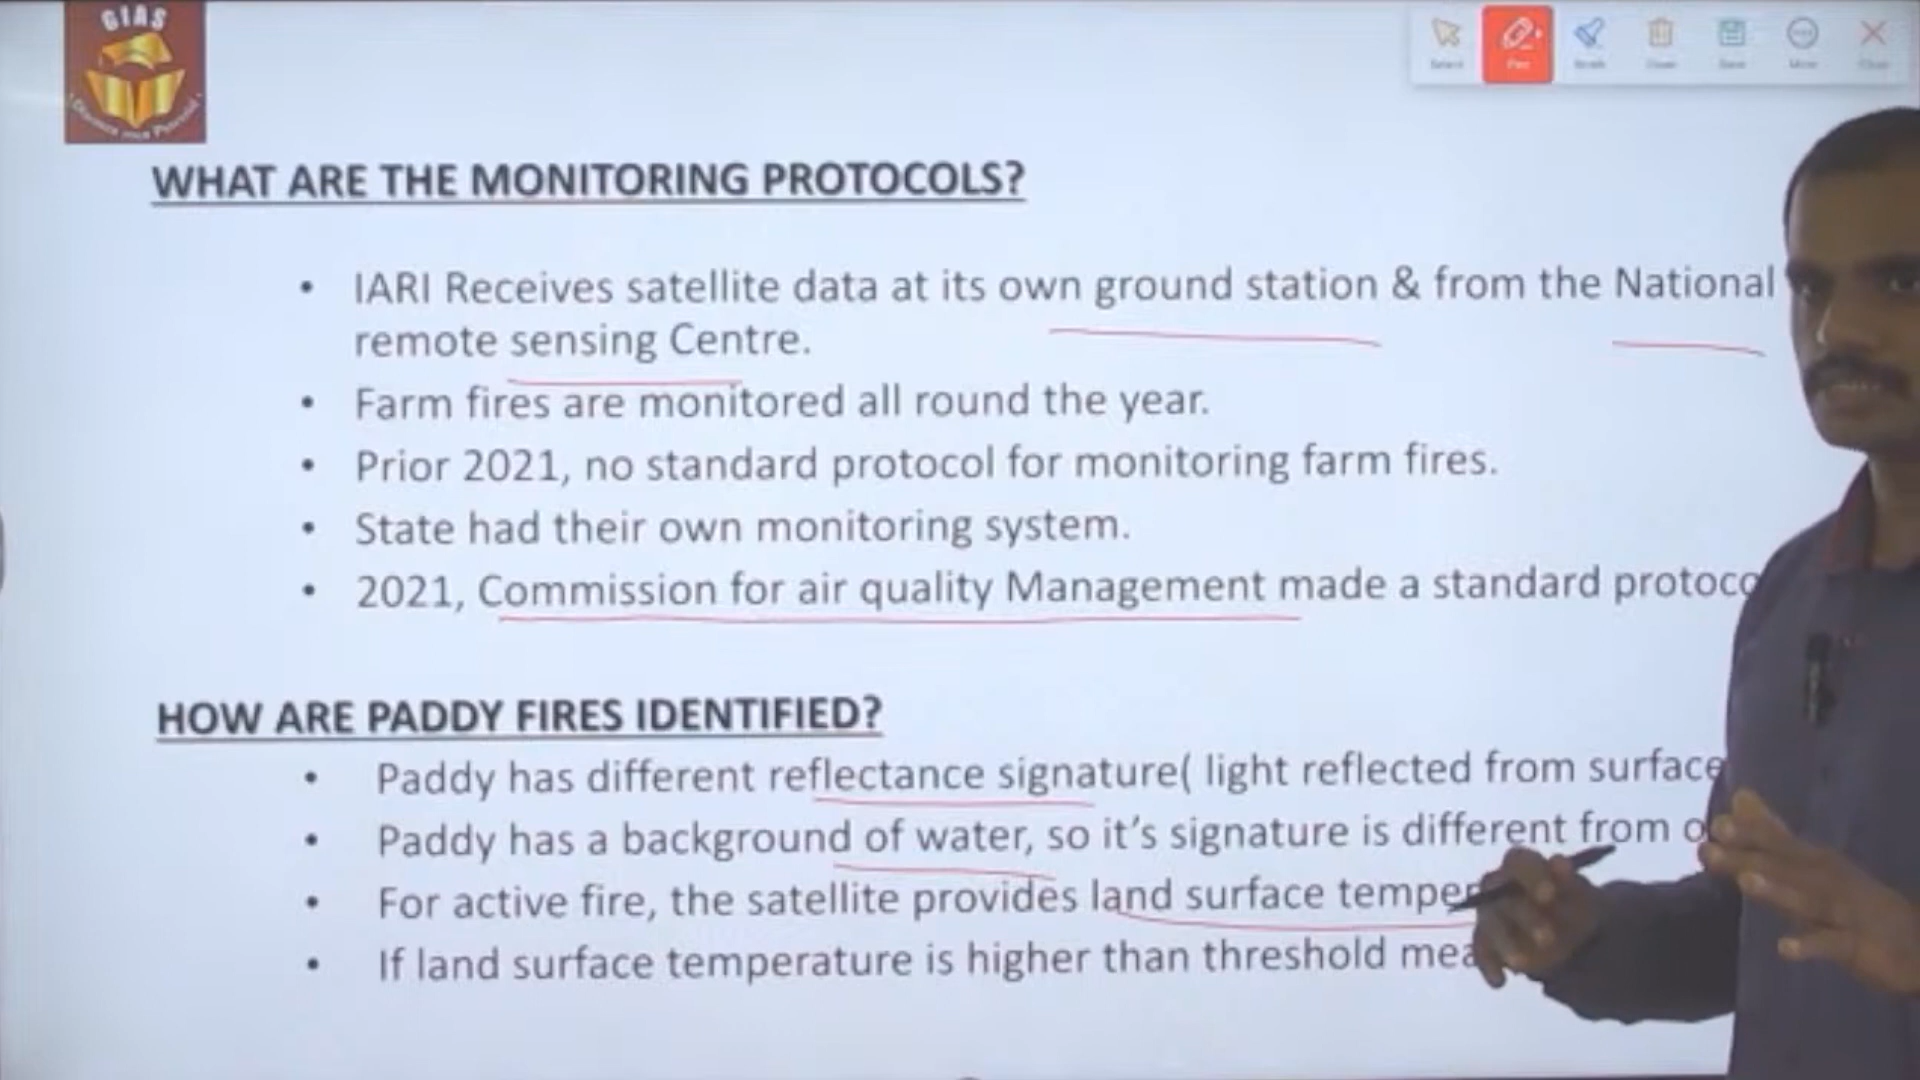 GIAS
WHAT ARE THE MONITORING PROTOCOLS?
• IARI Receives satellite data at its own ground station & from the National
remote sensing Centre.
• Farm fires are monitored all round the year.
• Prior 2021, no standard protocol for monitoring farm fires.
• State had their own monitoring system.
• 2021, Commission for air quality Management made a standard protoco
HOW ARE PADDY FIRES IDENTIFIED?
• Paddy has different reflectance signature( light reflected from surface
• Paddy has a background of water, so it's signature is different from
• For active fire, the satellite provides land surface temper
• If land surface temperature is higher than threshold mea